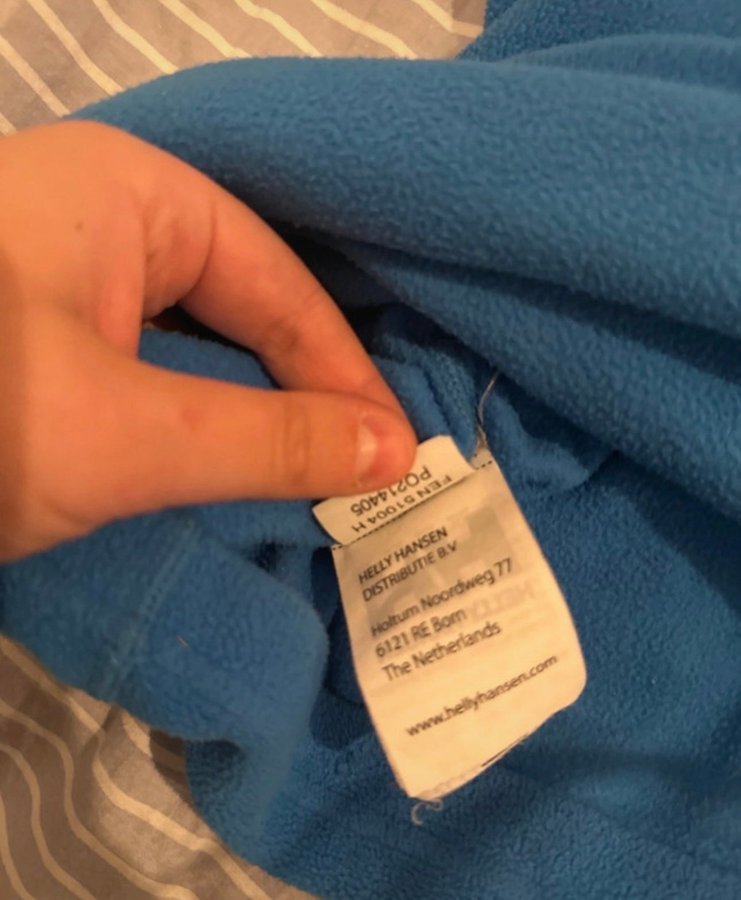 FEN 51004 H
PO214405
HELLY HANSEN
DISTRIBUTIE B.V
Holtum Noordweg 77
6121 RE Born
The Netherlands
www.hellyhansen.com